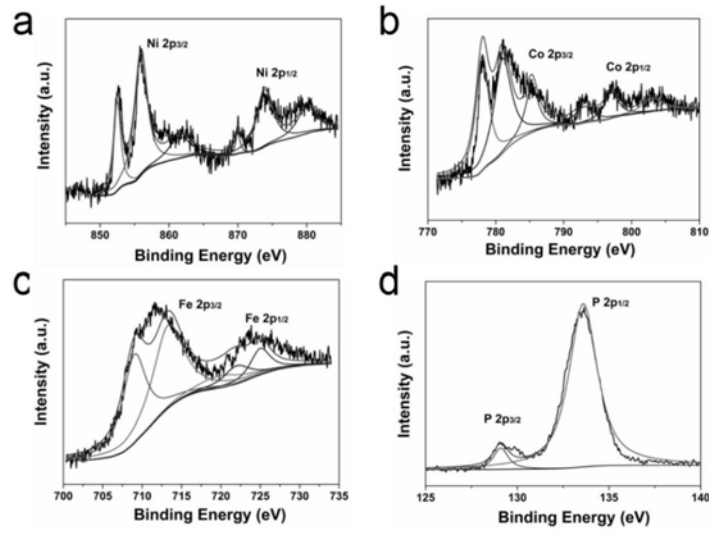 a
Ni 2p3/2
Ni 2p1/2
Intensity (a.u.)
850 860 870 880
Binding Energy (eV)
b
Co 2p3/2
Co 2p1/2
Intensity (a.u.)
770 780 790 800 810
Binding Energy (eV)
c
Fe 2p3/2
Fe 2p1/2
Intensity (a.u.)
700 705 710 715 720 725 730 735
Binding Energy (eV)
d
P 2p1/2
P 2p3/2
Intensity (a.u.)
125 130 135 140
Binding Energy (eV)